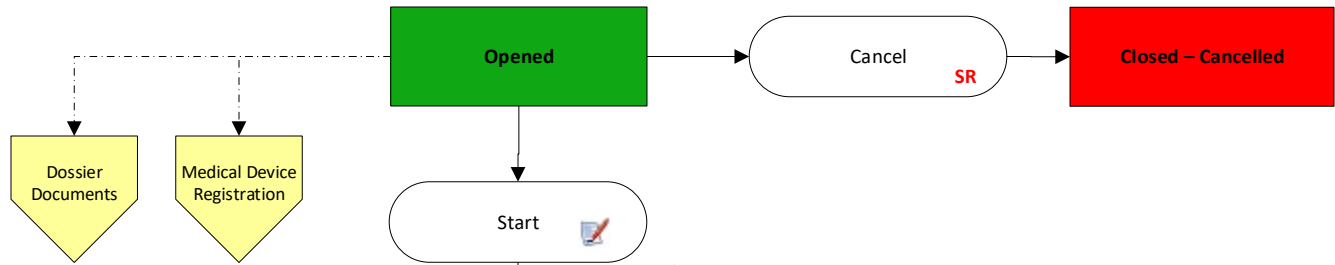 Opened
Cancel
SR
Closed – Cancelled
Dossier
Documents
Medical Device
Registration
Start